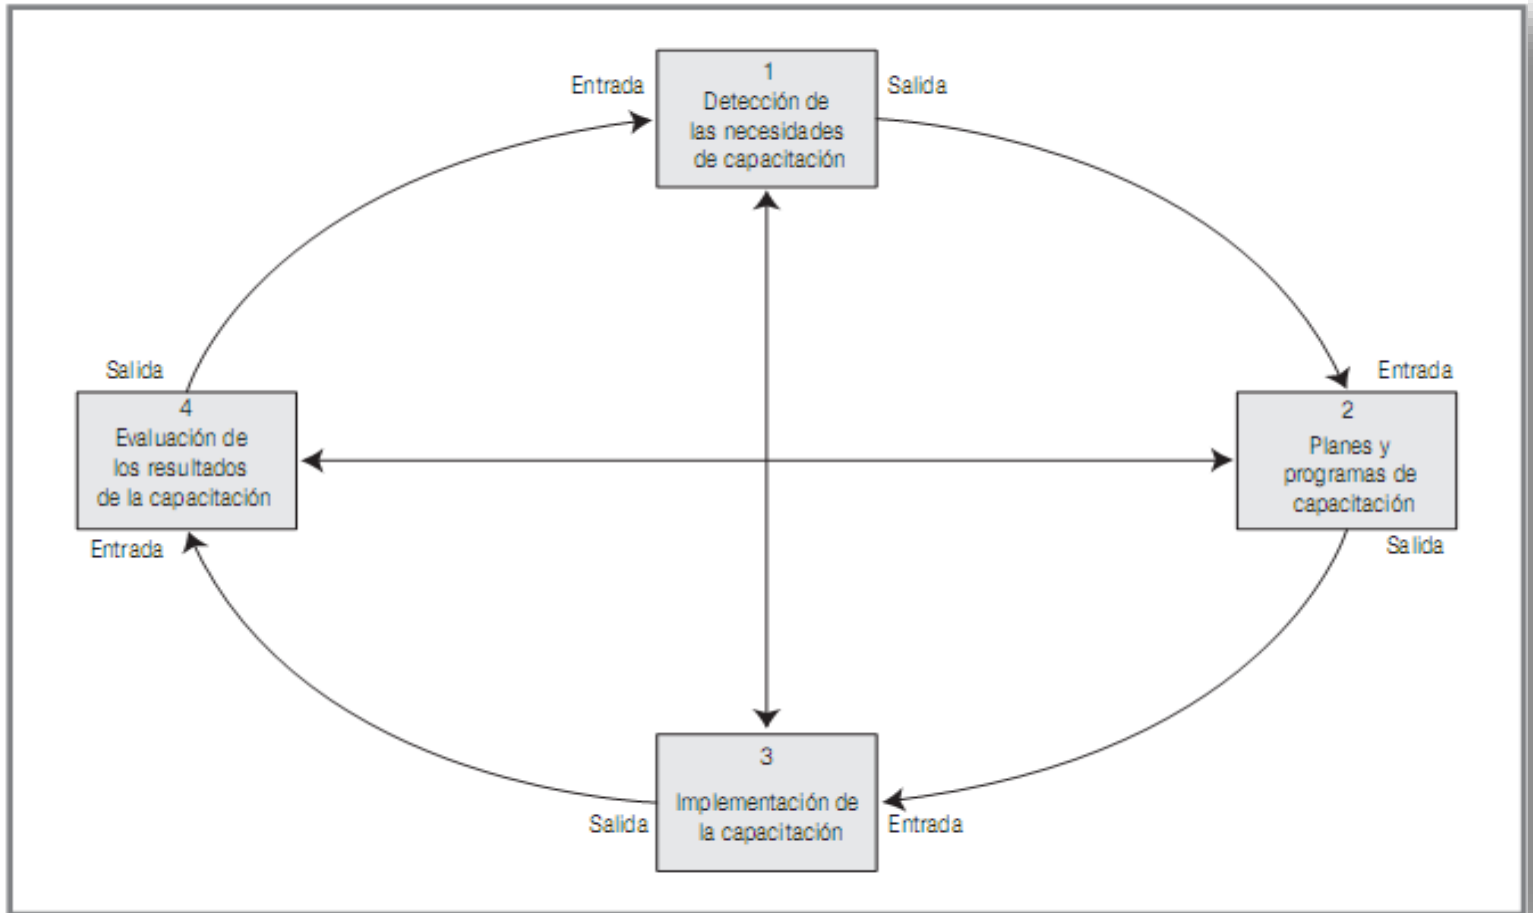 Entrada
1
Detección de
las necesidades
de capacitación
Salida
Salida
4
Evaluación de
los resultados
de la capacitación
Entrada
Entrada
2
Planes y
programas de
capacitación
Salida
3
Implementación de
la capacitación
Salida
Entrada